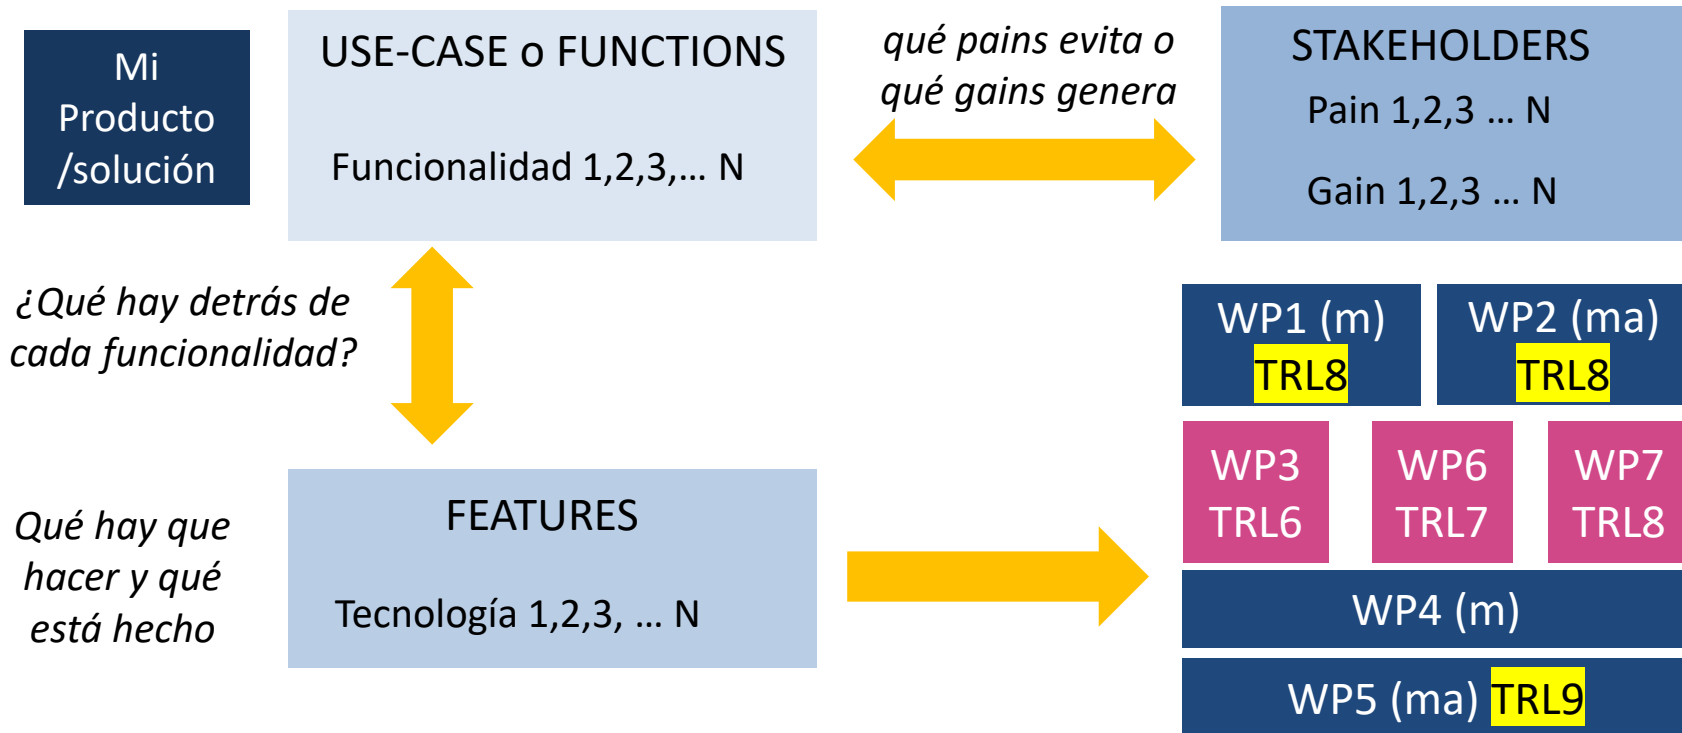 Mi
Producto
/solución
USE-CASE o FUNCTIONS
Funcionalidad 1,2,3,... N
qué pains evita o
qué gains genera
STAKEHOLDERS
Pain 1,2,3 ... N
Gain 1,2,3 ... N
¿Qué hay detrás de
cada funcionalidad?
Qué hay que
hacer y qué
está hecho
FEATURES
Tecnología 1,2,3, ... N
WP1 (m)
TRL8
WP2 (ma)
TRL8
WP3
TRL6
WP6
TRL7
WP7
TRL8
WP4 (m)
WP5 (ma) TRL9